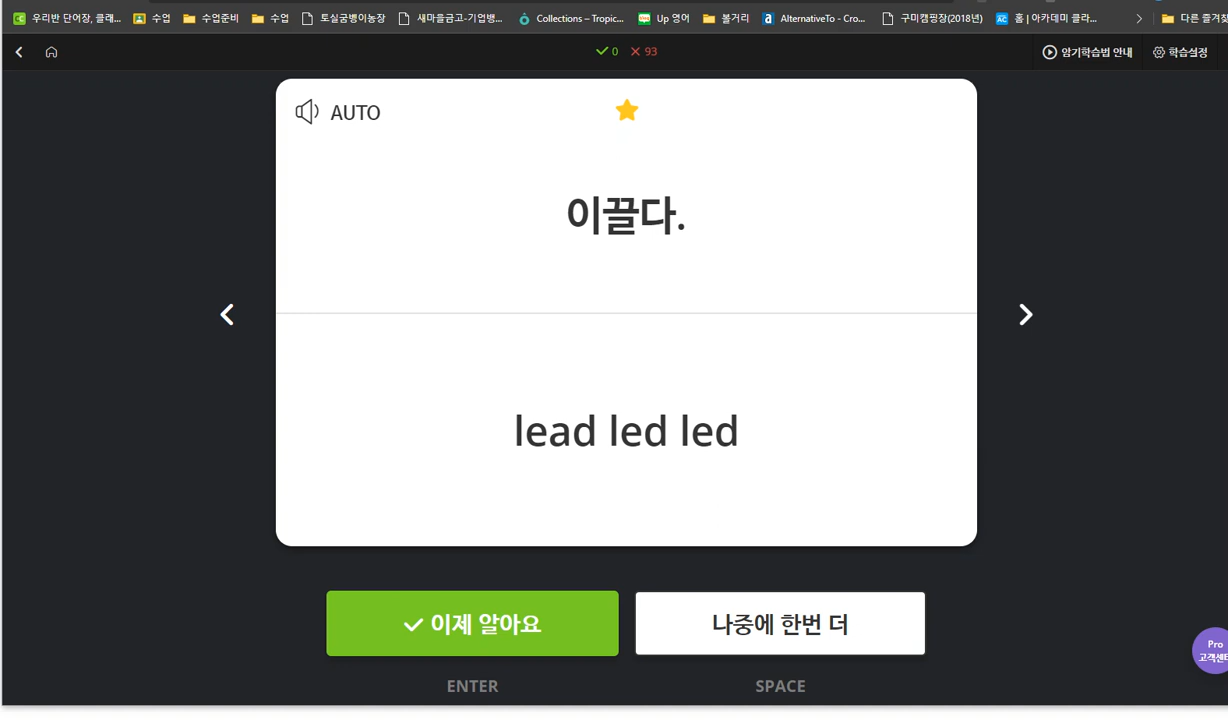 우리반 단어장, 클래... 수업 수업준비 수업 토실굼벵이농장 새마을금고-기업뱅... Collections – Tropic... Up 영어 볼거리 AlternativeTo - Cro... 구미캠핑장(2018년) 홈 | 아카데미 클라... 다른 즐겨찾
0 93 암기학습법 안내 학습설정
AUTO
이끌다.
lead led led
이제 알아요 나중에 한번 더
ENTER SPACE
Pro
고객센터